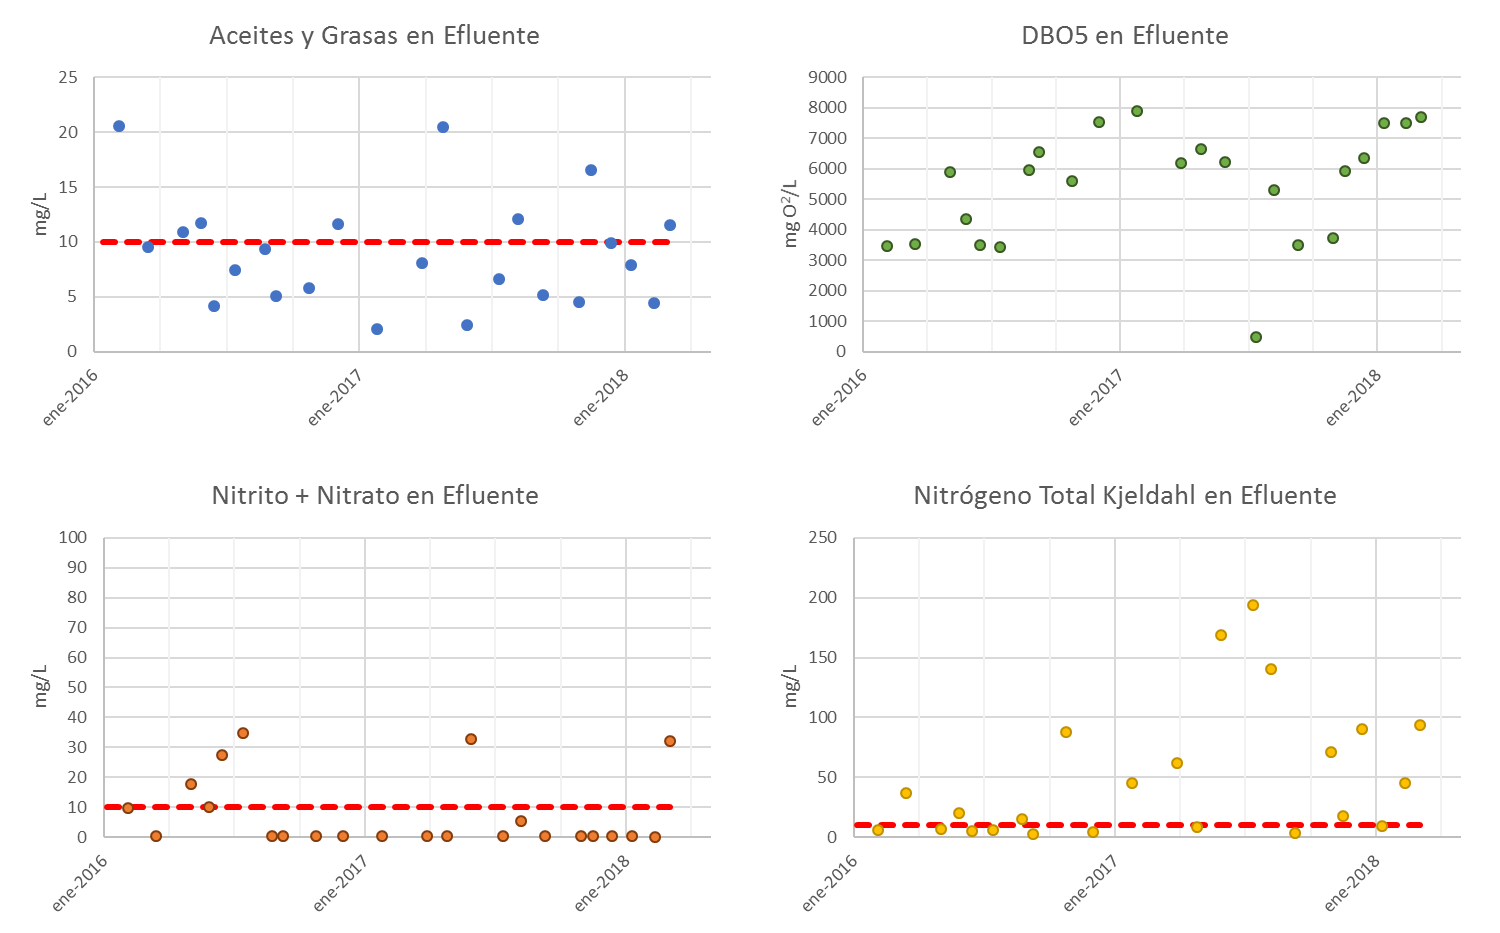 Aceites y Grasas en Efluente
25
20
15
10
5
0
mg/L
ene-2016
ene-2017
ene-2018
DBO5 en Efluente
9000
8000
7000
6000
5000
4000
3000
2000
1000
0
mg O²/L
ene-2016
ene-2017
ene-2018
Nitrito + Nitrato en Efluente
100
90
80
70
60
50
40
30
20
10
0
mg/L
ene-2016
ene-2017
ene-2018
Nitrógeno Total Kjeldahl en Efluente
250
200
150
100
50
0
mg/L
ene-2016
ene-2017
ene-2018